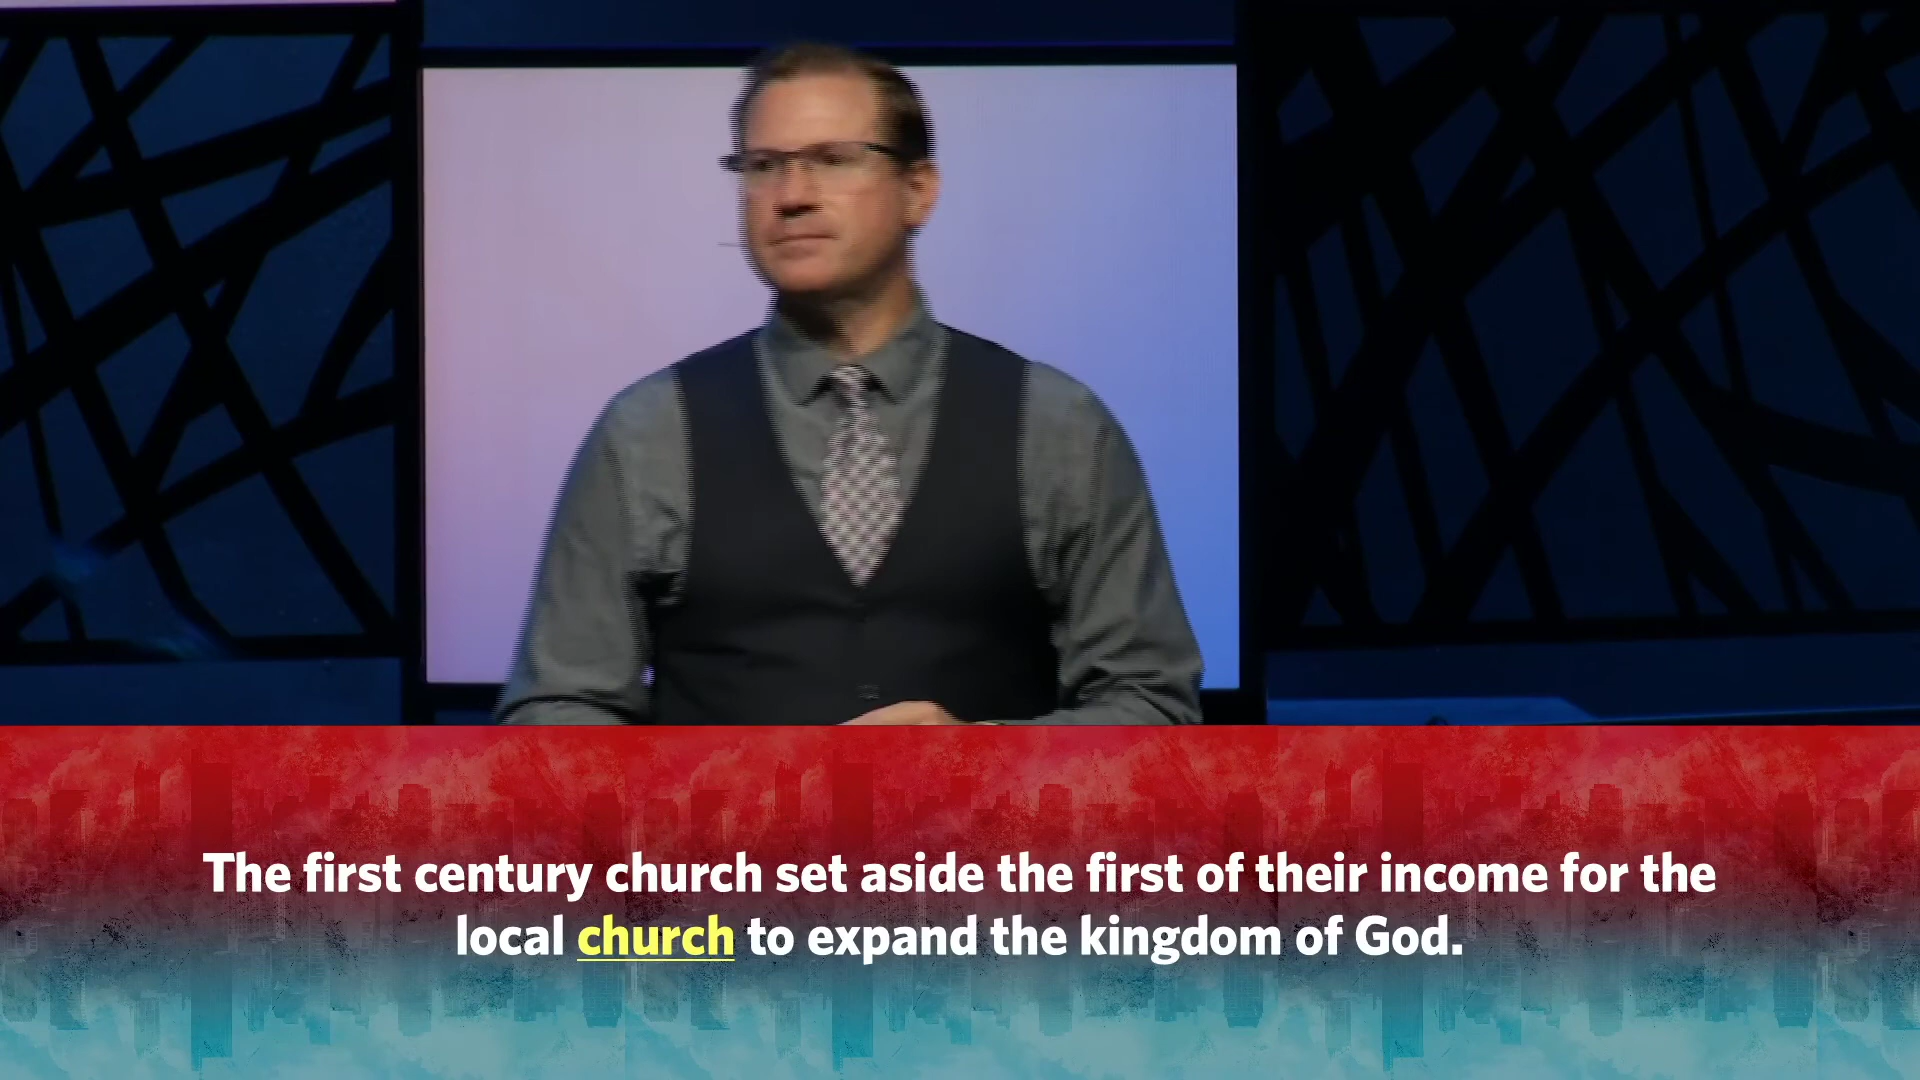 The first century church set aside the first of their income for the
local church to expand the kingdom of God.